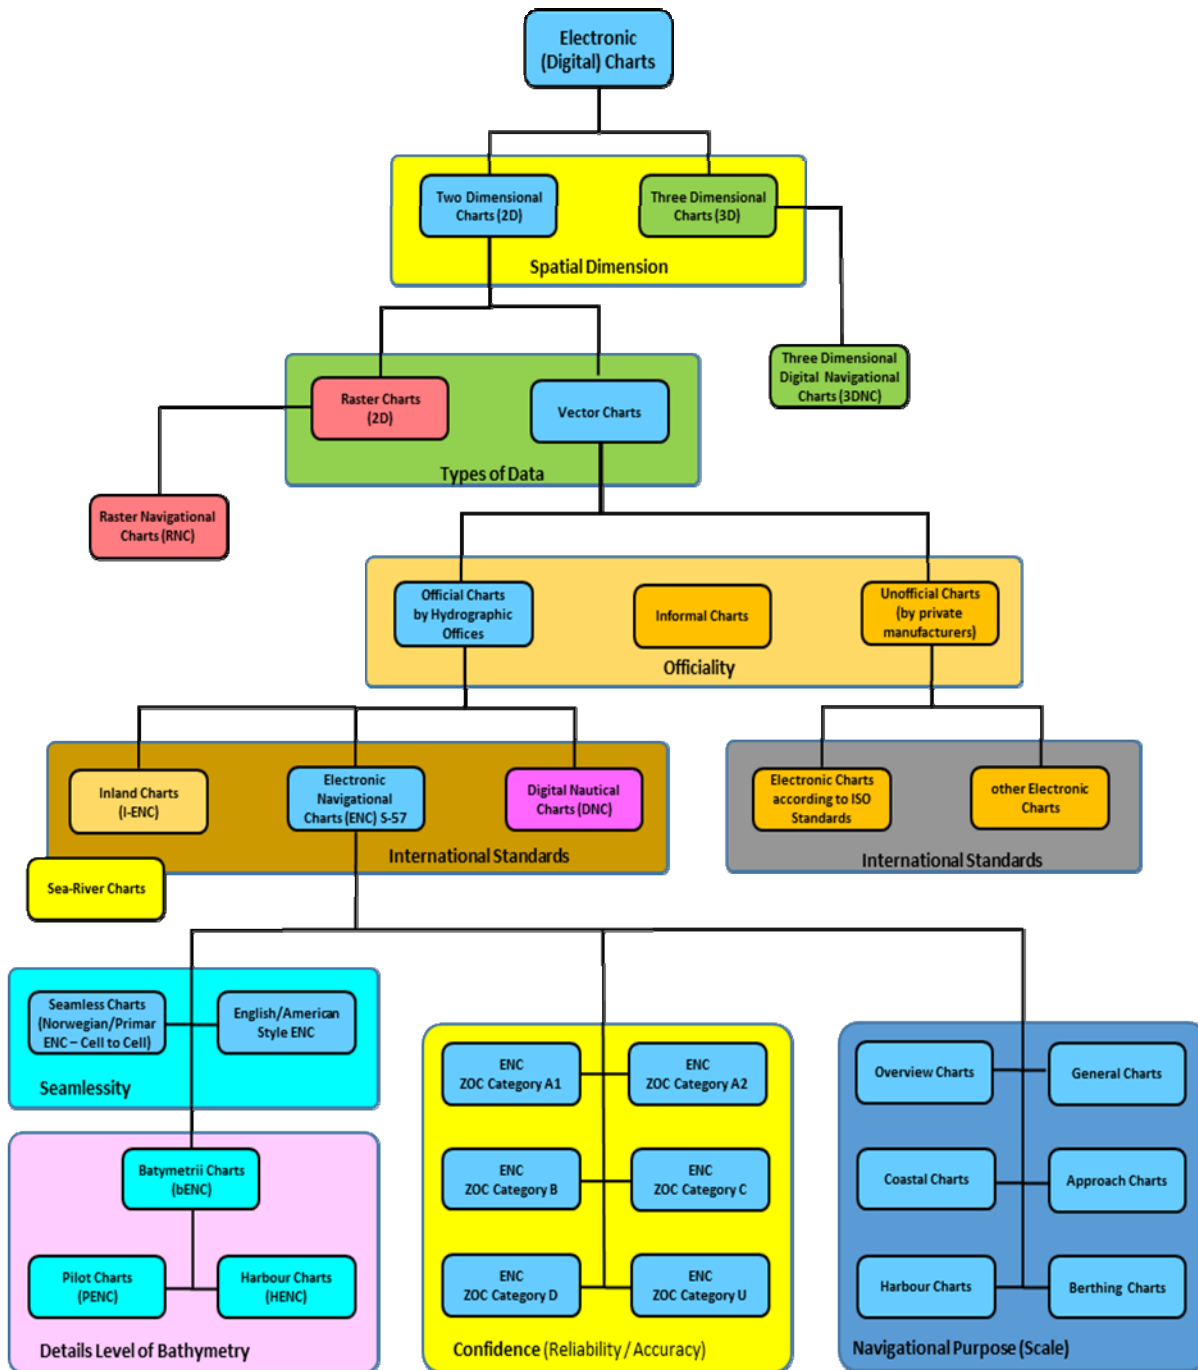 Electronic
(Digital) Charts
Two Dimensional
Charts (2D)
Three Dimensional
Charts (3D)
Spatial Dimension
Three Dimensional
Digital Navigational
Charts (3DNC)
Raster Charts
(2D)
Vector Charts
Types of Data
Raster Navigational
Charts (RNC)
Official Charts
by Hydrographic
Offices
Informal Charts
Unofficial Charts
(by private
manufacturers)
Officiality
Inland Charts
(I-ENC)
Electronic
Navigational
Charts (ENC) S-57
Digital Nautical
Charts (DNC)
International Standards
Electronic Charts
according to ISO
Standards
other Electronic
Charts
International Standards
Sea-River Charts
Seamless Charts
(Norwegian/Primar
ENC – Cell to Cell)
English/American
Style ENC
Seamlessity
Batymetrii Charts
(bENC)
Pilot Charts
(PENC)
Harbour Charts
(HENC)
Details Level of Bathymetry
ENC
ZOC Category A1
ENC
ZOC Category A2
ENC
ZOC Category B
ENC
ZOC Category C
ENC
ZOC Category D
ENC
ZOC Category U
Confidence (Reliability / Accuracy)
Overview Charts
General Charts
Coastal Charts
Approach Charts
Harbour Charts
Berthing Charts
Navigational Purpose (Scale)